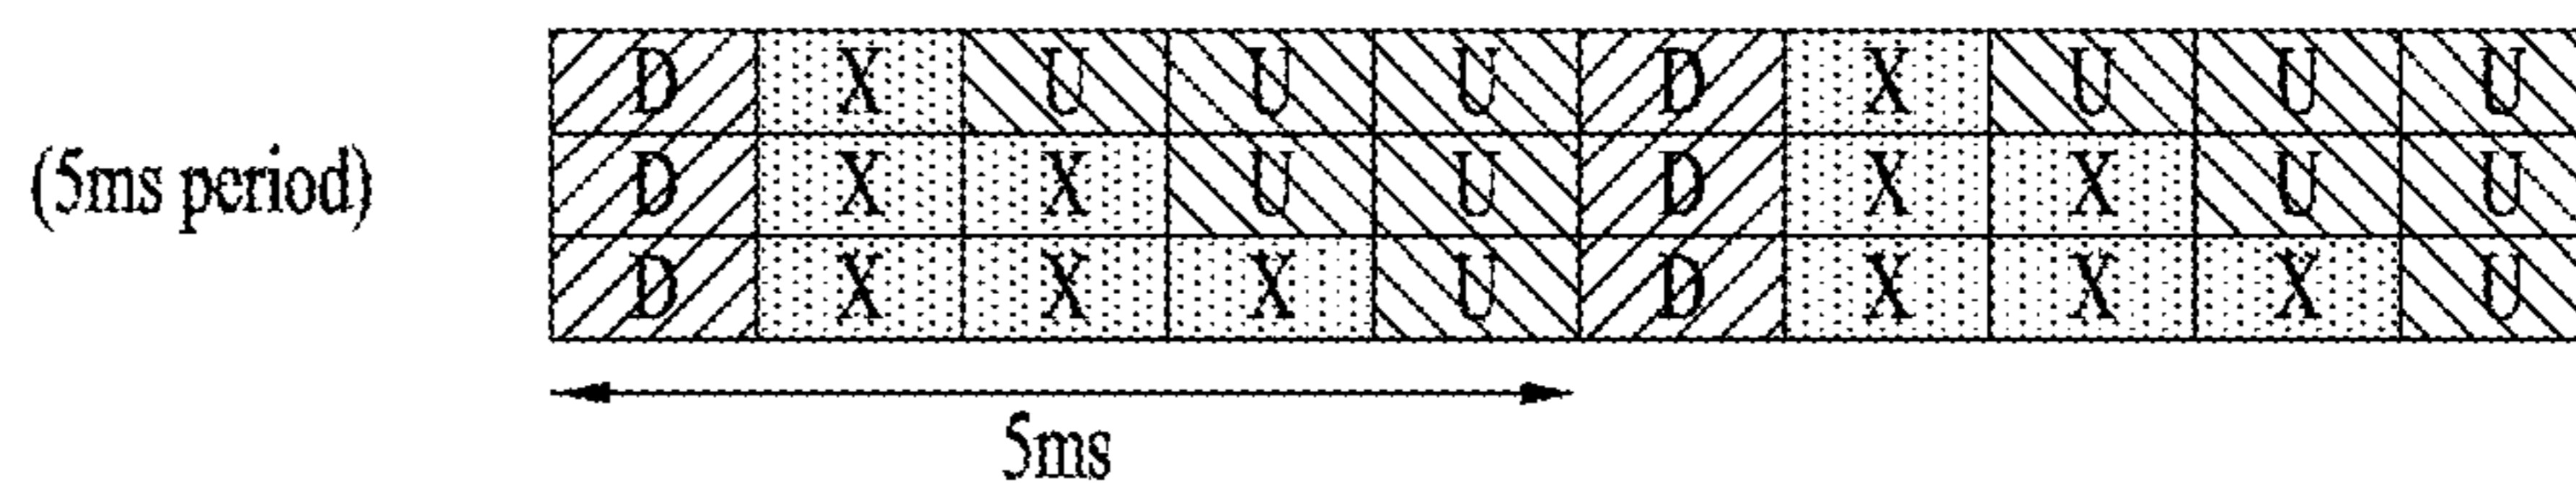 D X U U U D X U U U
(5ms period) D X X U U D X X U U
D X X X U D X X X U
5ms